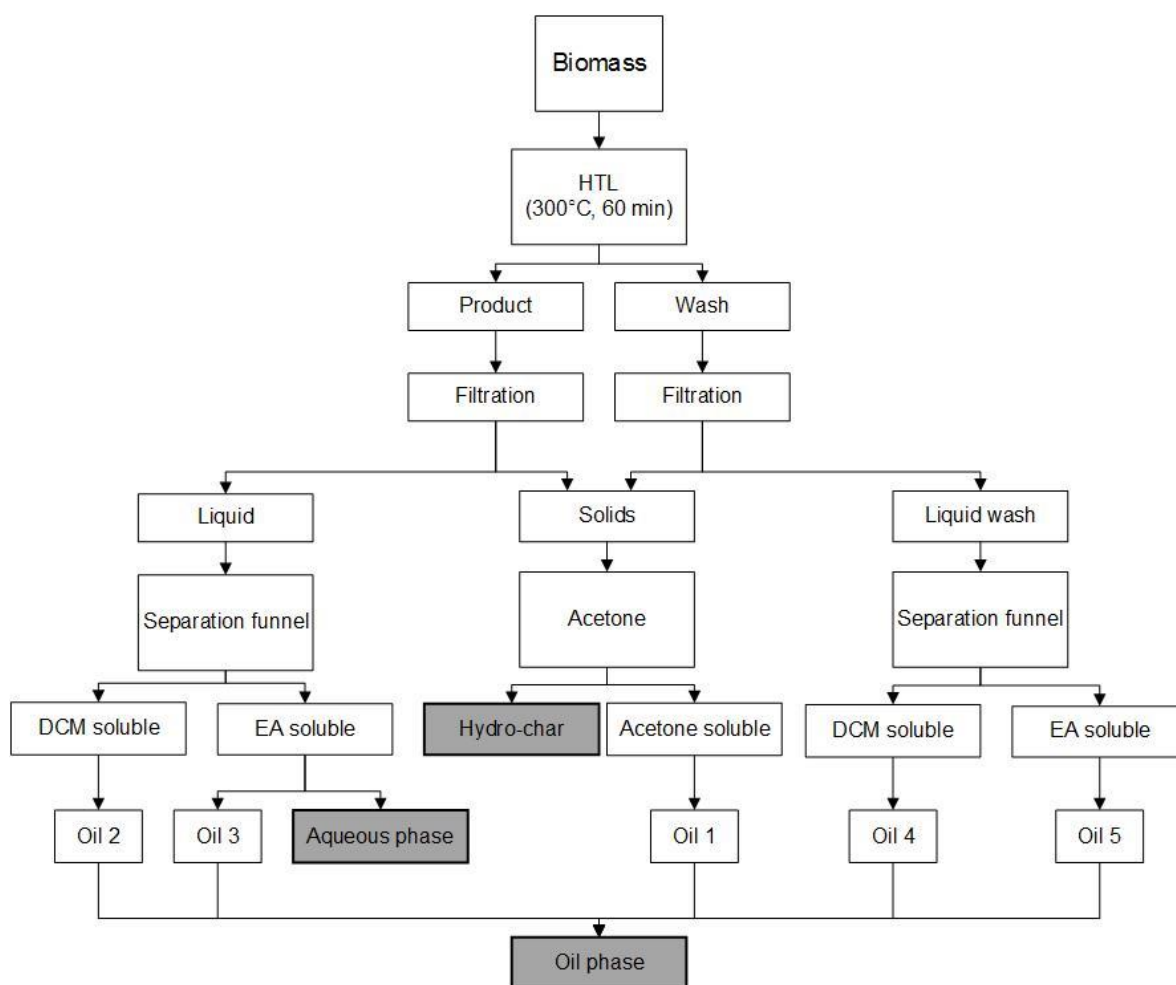 Biomass
HTL
(300°C, 60 min)
Product
Wash
Filtration
Filtration
Liquid
Solids
Liquid wash
Separation funnel
Acetone
Separation funnel
DCM soluble
EA soluble
Hydro-char
Acetone soluble
DCM soluble
EA soluble
Oil 2
Oil 3
Aqueous phase
Oil 1
Oil 4
Oil 5
Oil phase